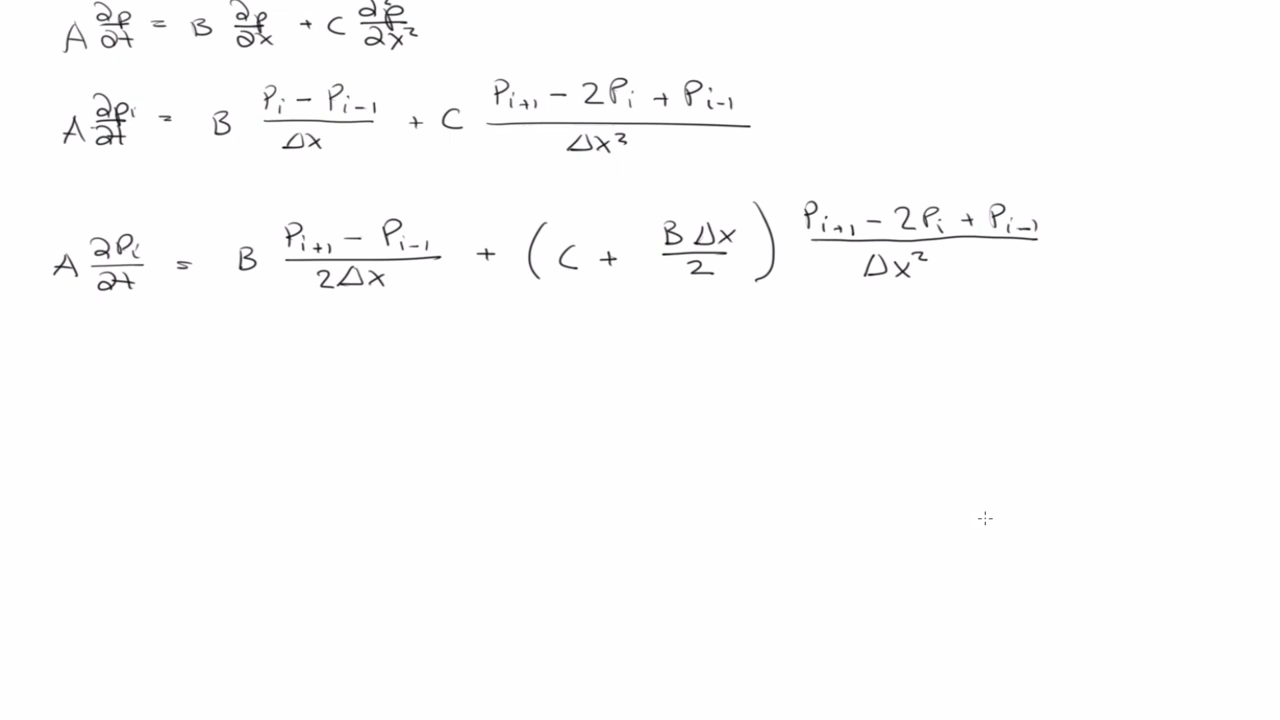 A ∂p/∂t = B ∂p/∂x + C ∂²p/∂x²
A ∂pᵢ/∂t = B (Pᵢ − Pᵢ₋₁)/Δx + C (Pᵢ₊₁ − 2Pᵢ + Pᵢ₋₁)/Δx²
A ∂Pᵢ/∂t = B (Pᵢ₊₁ − Pᵢ₋₁)/2Δx + (C + BΔx/2) (Pᵢ₊₁ − 2Pᵢ + Pᵢ₋₁)/Δx²